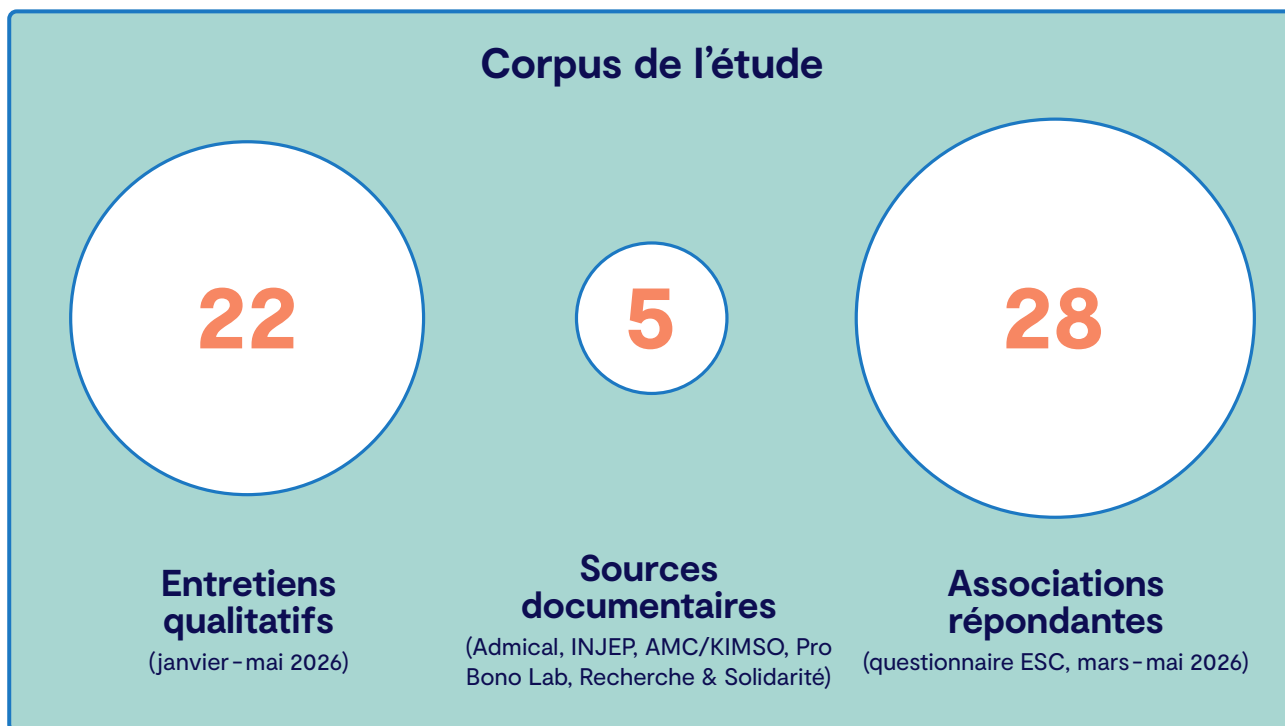 Corpus de l’étude
22
Entretiens
qualitatifs
(janvier – mai 2026)
5
Sources
documentaires
(Admical, INJEP, AMC/KIMSO, Pro
Bono Lab, Recherche & Solidarité)
28
Associations
répondantes
(questionnaire ESC, mars – mai 2026)